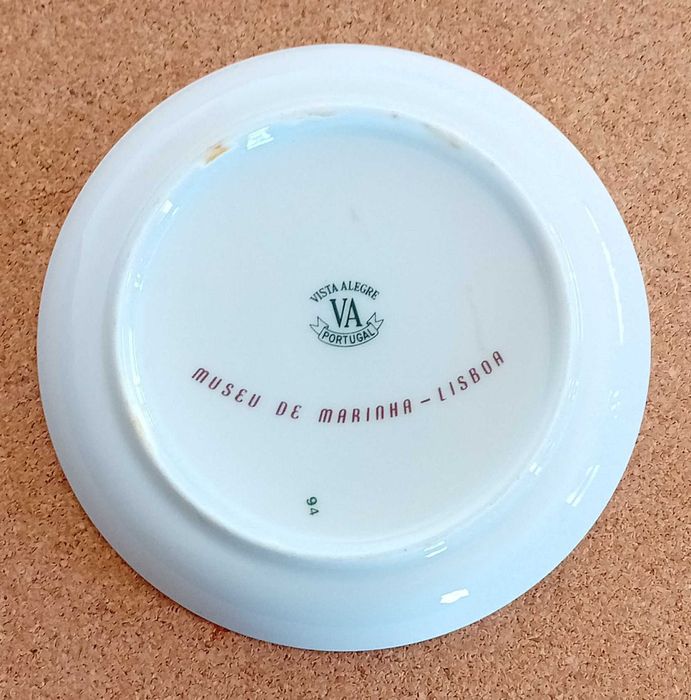 VISTA ALEGRE
VA
PORTUGAL
MUSEU DE MARINHA – LISBOA
94